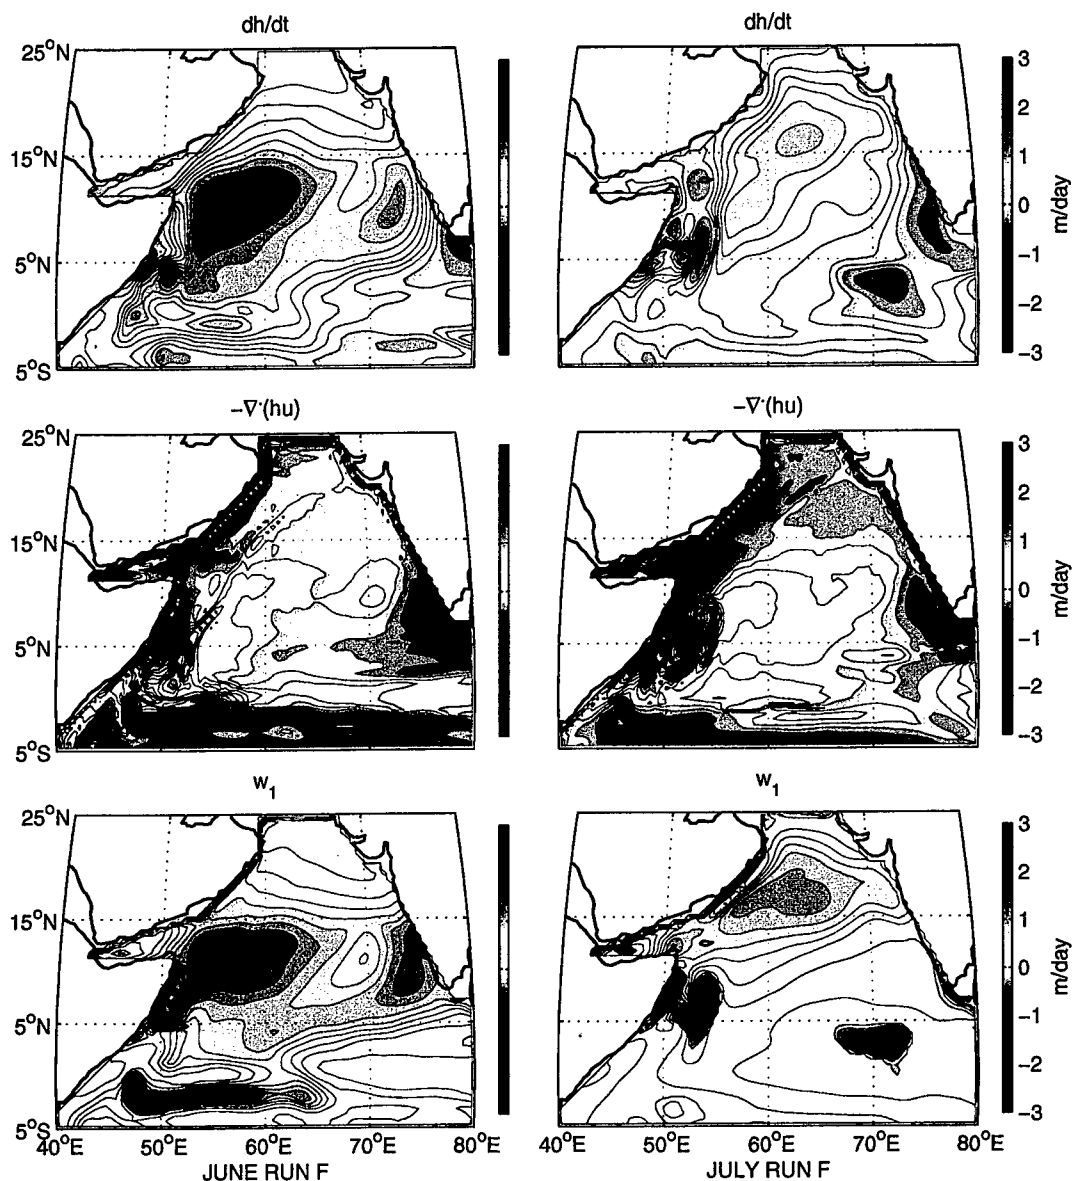 dh/dt dh/dt
25°N 3
2
15°N 1
0 m/day
5°N −1
−2
5°S −3
−∇·(hu) −∇·(hu)
25°N 3
2
15°N 1
0 m/day
5°N −1
−2
5°S −3
w1 w1
25°N 3
2
15°N 1
0 m/day
5°N −1
−2
5°S −3
40°E 50°E 60°E 70°E 80°E 40°E 50°E 60°E 70°E 80°E
JUNE RUN F JULY RUN F